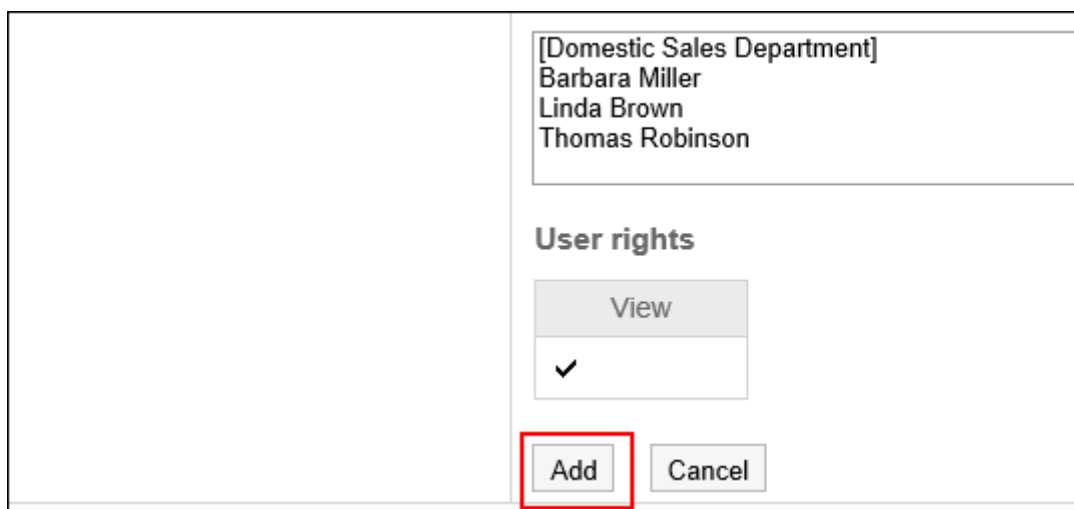 [Domestic Sales Department]
Barbara Miller
Linda Brown
Thomas Robinson
User rights
View
Add Cancel